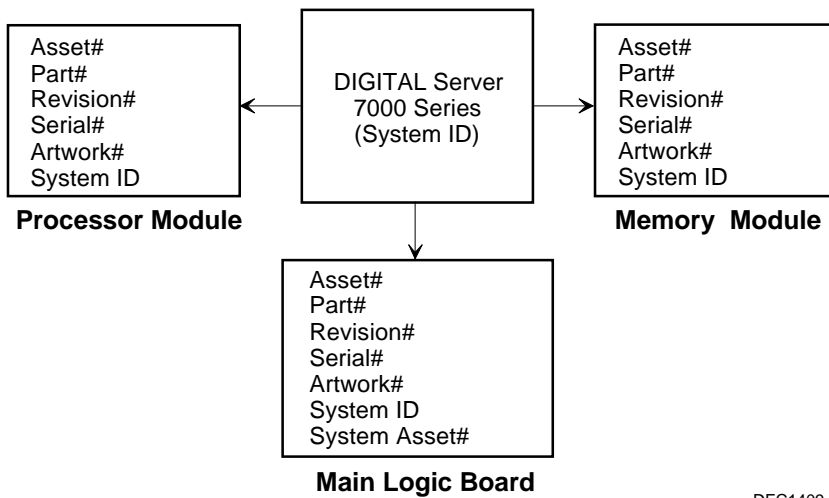 Asset#
Part#
Revision#
Serial#
Artwork#
System ID
Processor Module
DIGITAL Server
7000 Series
(System ID)
Asset#
Part#
Revision#
Serial#
Artwork#
System ID
Memory Module
Asset#
Part#
Revision#
Serial#
Artwork#
System ID
System Asset#
Main Logic Board